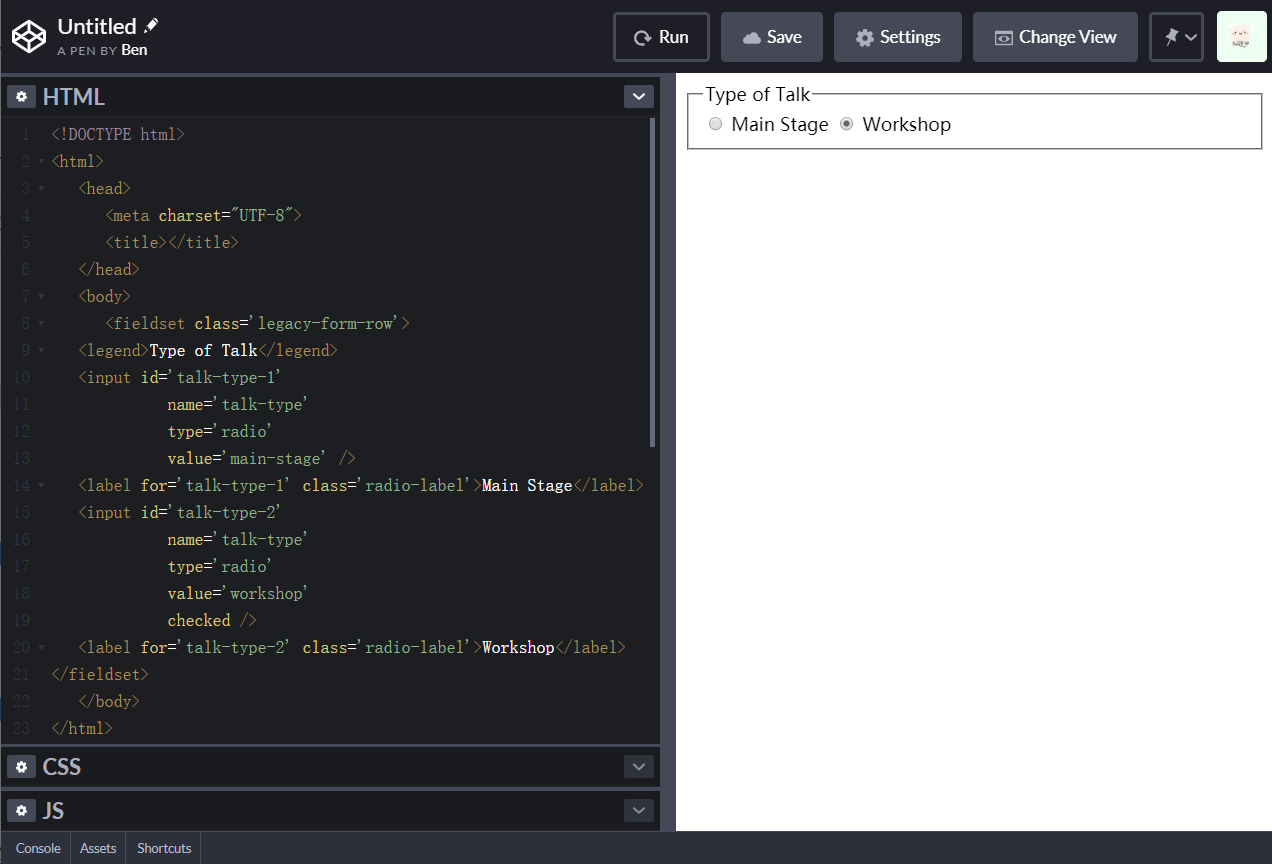 Untitled
A PEN BY Ben
Run
Save
Settings
Change View
HTML
1 <!DOCTYPE html>
2 <html>
3 <head>
4 <meta charset="UTF-8">
5 <title></title>
6 </head>
7 <body>
8 <fieldset class='legacy-form-row'>
9 <legend>Type of Talk</legend>
10 <input id='talk-type-1'
11 name='talk-type'
12 type='radio'
13 value='main-stage' />
14 <label for='talk-type-1' class='radio-label'>Main Stage</label>
15 <input id='talk-type-2'
16 name='talk-type'
17 type='radio'
18 value='workshop'
19 checked />
20 <label for='talk-type-2' class='radio-label'>Workshop</label>
21 </fieldset>
22 </body>
23 </html>
CSS
JS
Console Assets Shortcuts
Type of Talk
Main Stage Workshop